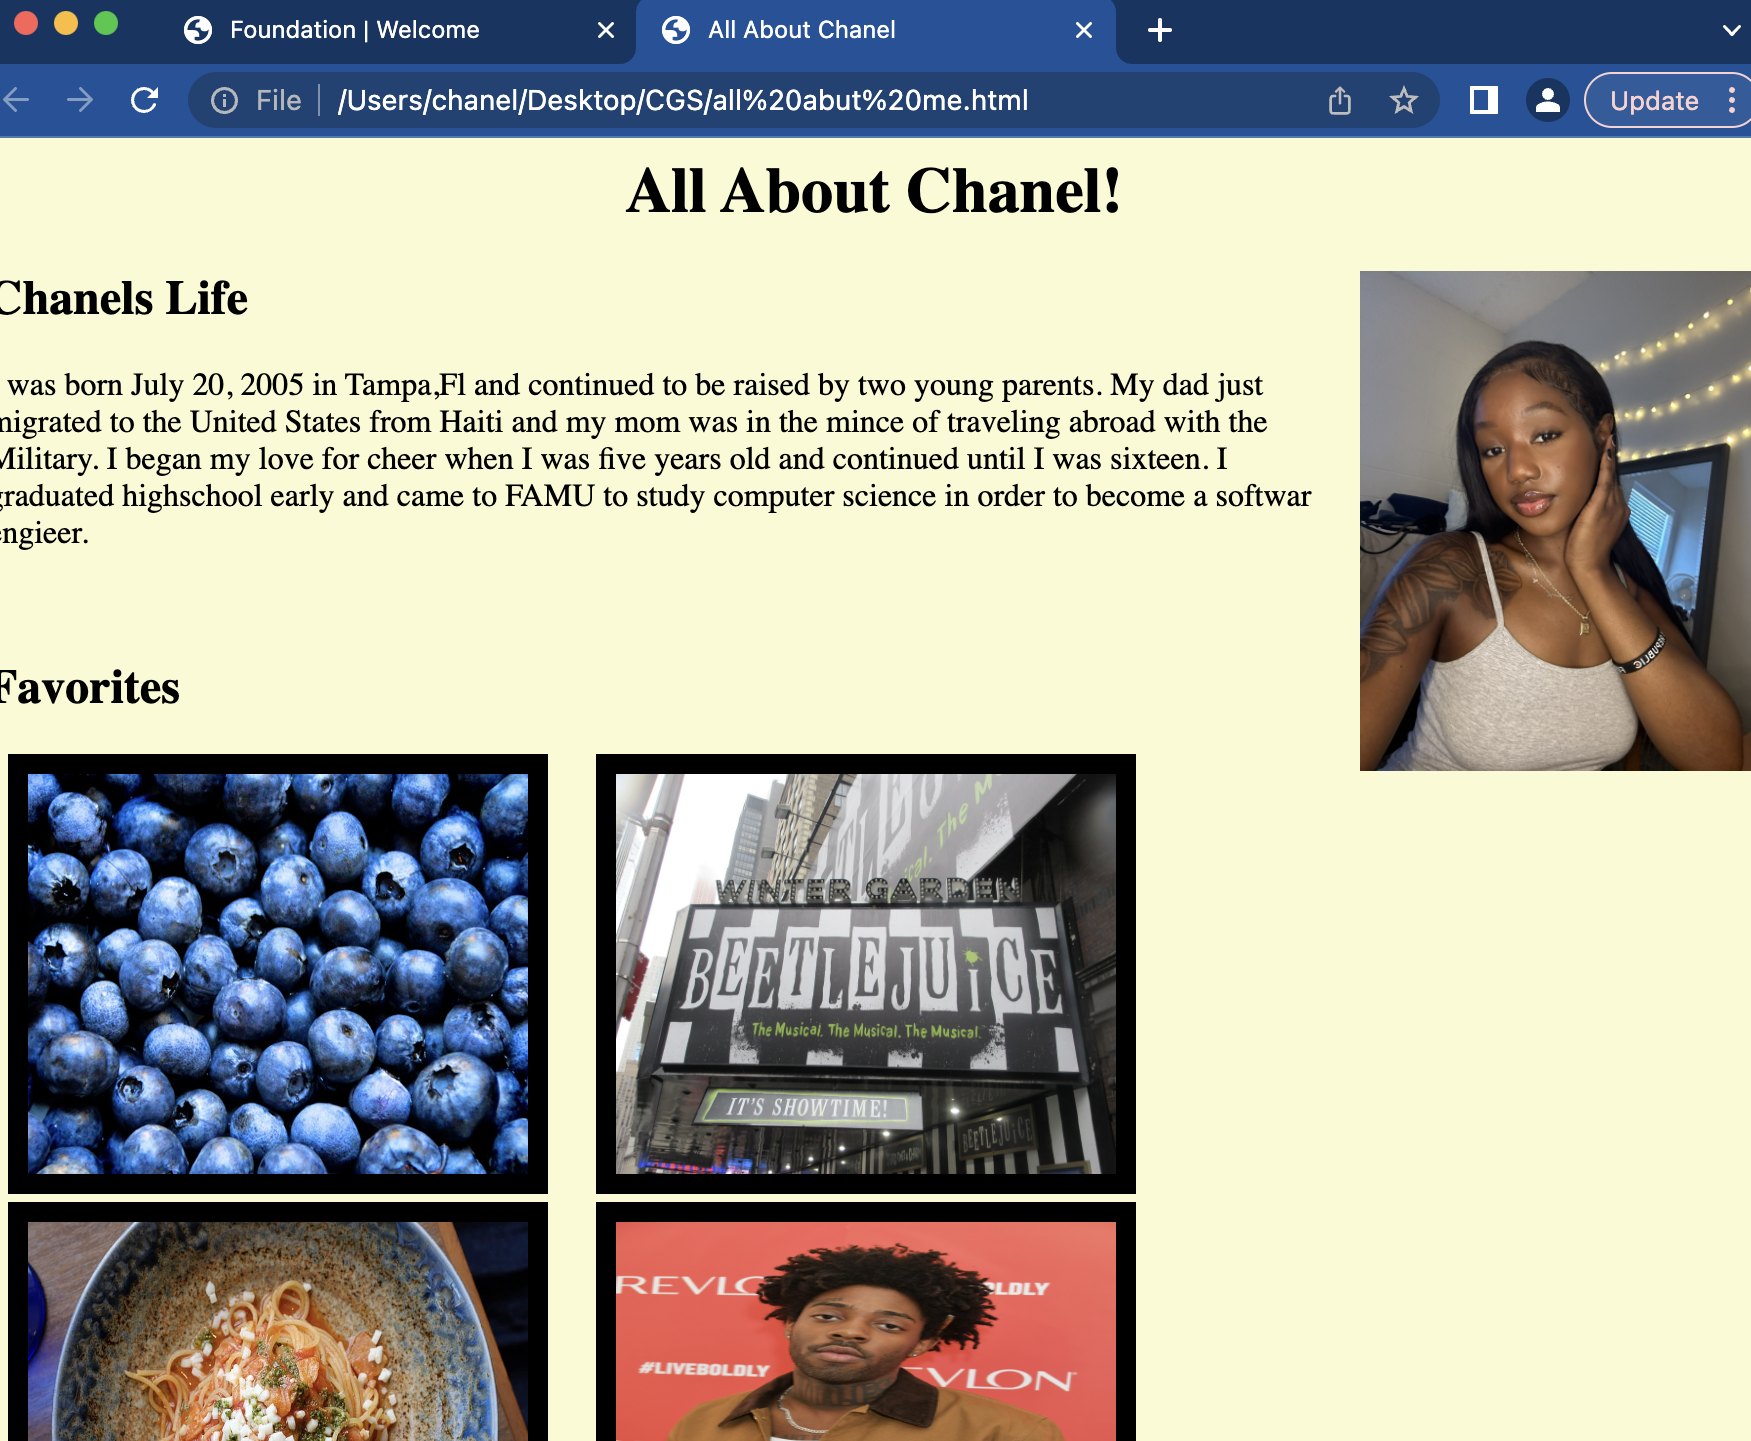 Foundation | Welcome
All About Chanel
File
/Users/chanel/Desktop/CGS/all%20abut%20me.html
Update
All About Chanel!
Chanels Life
was born July 20, 2005 in Tampa,Fl and continued to be raised by two young parents. My dad just
migrated to the United States from Haiti and my mom was in the mince of traveling abroad with the
Military. I began my love for cheer when I was five years old and continued until I was sixteen. I
graduated highschool early and came to FAMU to study computer science in order to become a softwar
engieer.
PUBLIC
Favorites
WINTER GARDEN
BEETLEJUICE
The Musical. The Musical. The Musical.
IT'S SHOWTIME!
BEETLEJUICE
REVLO
OLDLY
#LIVEBOLDLY
VLON